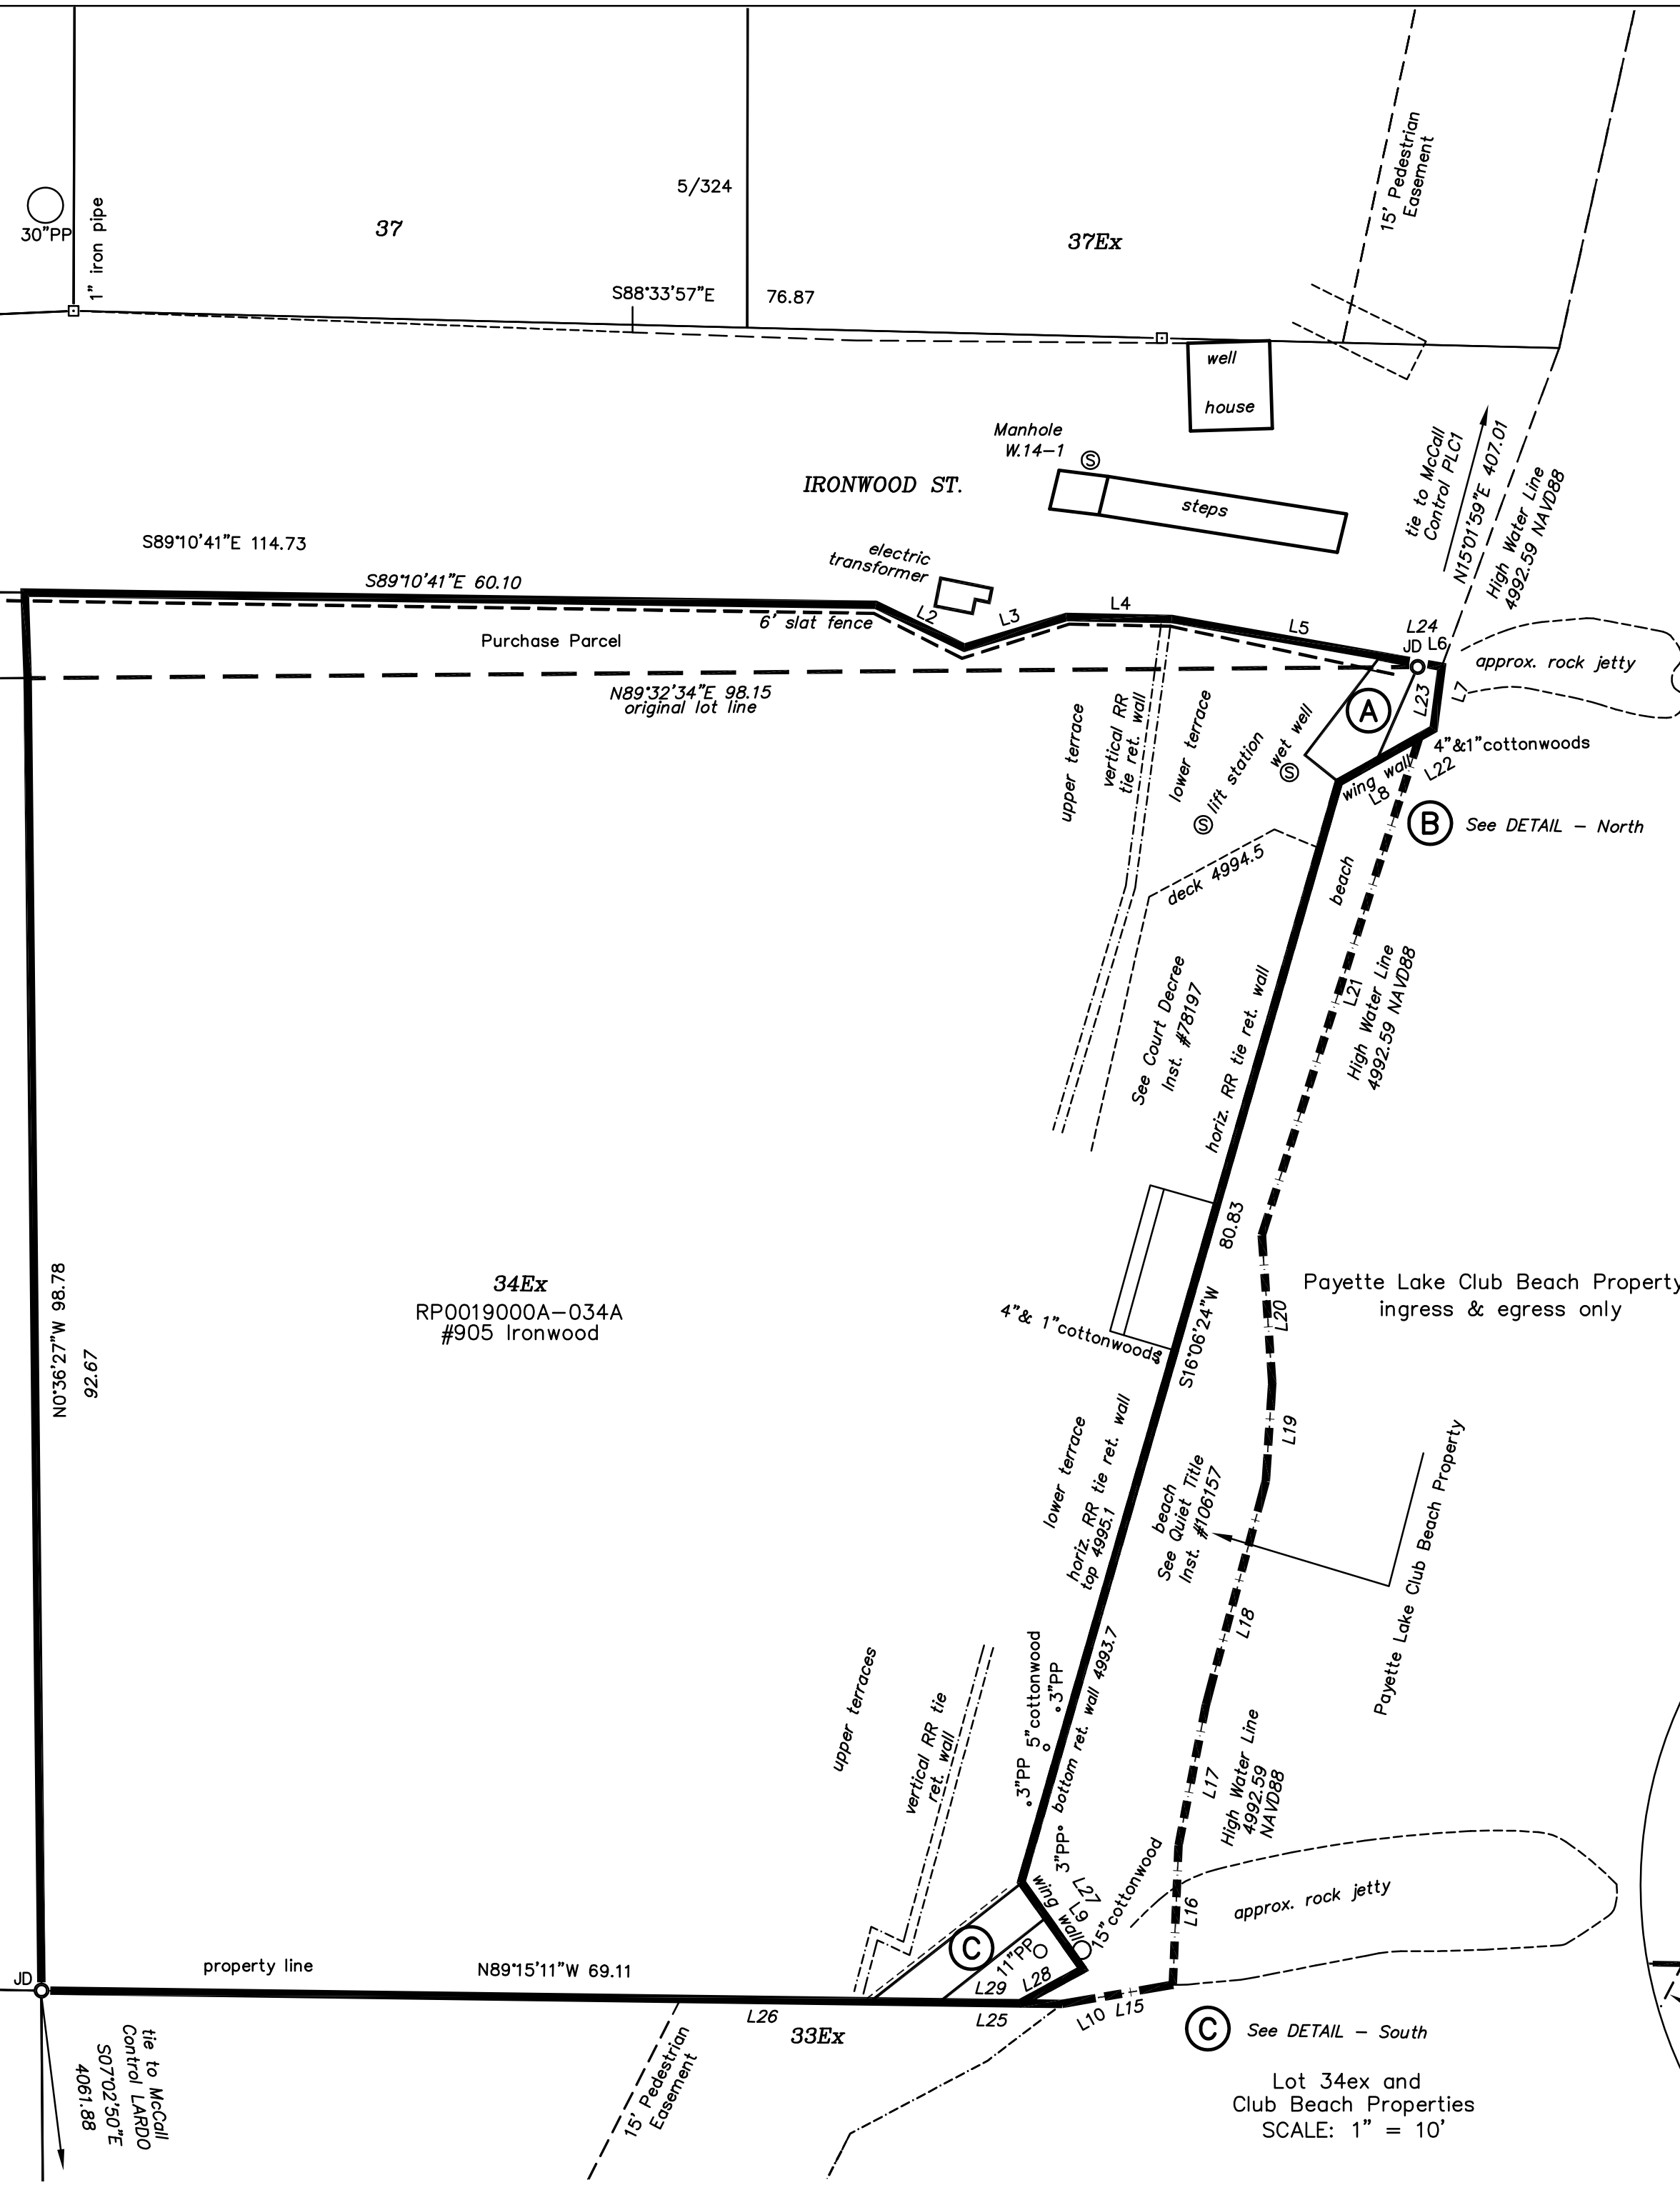 15' Pedestrian
Easement
5/324
37
37Ex
30"PP
1" iron pipe
S88°33'57"E
76.87
well
house
Manhole
W.14-1
S
IRONWOOD ST.
steps
tie to McCall
Control PLC1
N15°01'59"E 407.01
High Water Line
4992.59 NAVD88
S89°10'41"E 114.73
S89°10'41"E 60.10
electric
transformer
L2
L3
L4
L5
L24
JD L6
6' slat fence
Purchase Parcel
approx. rock jetty
N89°32'34"E 98.15
original lot line
A
L23
L7
upper terrace
vertical RR
tie ret. wall
lower terrace
lift station
S
wet well
S
4"&1"cottonwoods
wing wall
L22
L8
B
See DETAIL - North
deck 4994.5
beach
See Court Decree
Inst. #78197
horiz. RR tie ret. wall
L21
High Water Line
4992.59 NAVD88
80.83
S16°06'24"W
N0°36'27"W 98.78
92.67
34Ex
RP0019000A-034A
#905 Ironwood
Payette Lake Club Beach Property
ingress & egress only
4"& 1"cottonwoods
L20
L19
lower terrace
horiz. RR tie ret. wall
top 4995.1
beach
See Quiet Title
Inst. #106157
Payette Lake Club Beach Property
L18
upper terraces
vertical RR tie
ret. wall
5"cottonwood
3"PP
3"PP
bottom ret. wall 4993.7
3"PP
L17
High Water Line
4992.59
NAVD88
wing wall
L27
L9
15"cottonwood
L16
approx. rock jetty
C
11"PP
L29
L28
JD
property line
N89°15'11"W 69.11
L26
L25
L10
L15
33Ex
C
See DETAIL - South
15' Pedestrian
Easement
tie to McCall
Control LARDO
S07°02'50"E
4061.88
Lot 34ex and
Club Beach Properties
SCALE: 1" = 10'